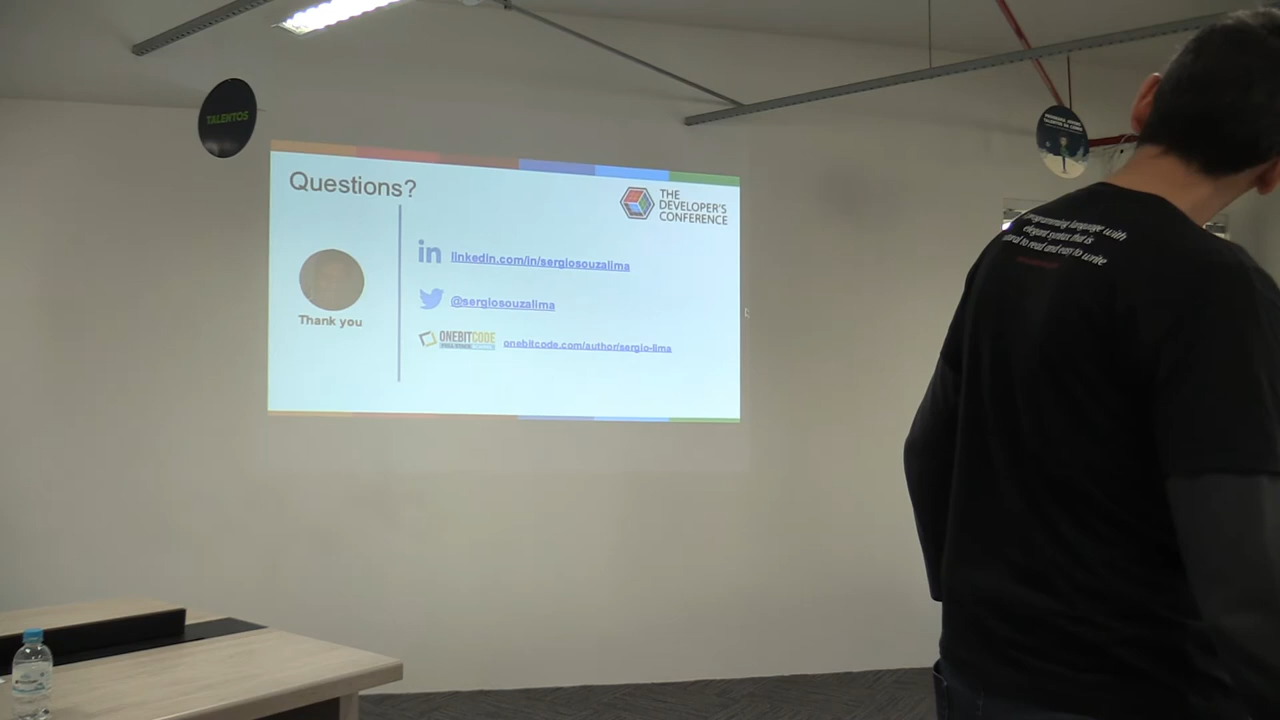 TALENTOS
Questions?
THE
DEVELOPER'S
CONFERENCE
in
linkedin.com/in/sergiosouzalima
@sergiosouzalima
ONEBITCODE
onebitcode.com/author/sergio-lima
Thank you
programming language with
elegant syntax that is
natural to read and easy to write